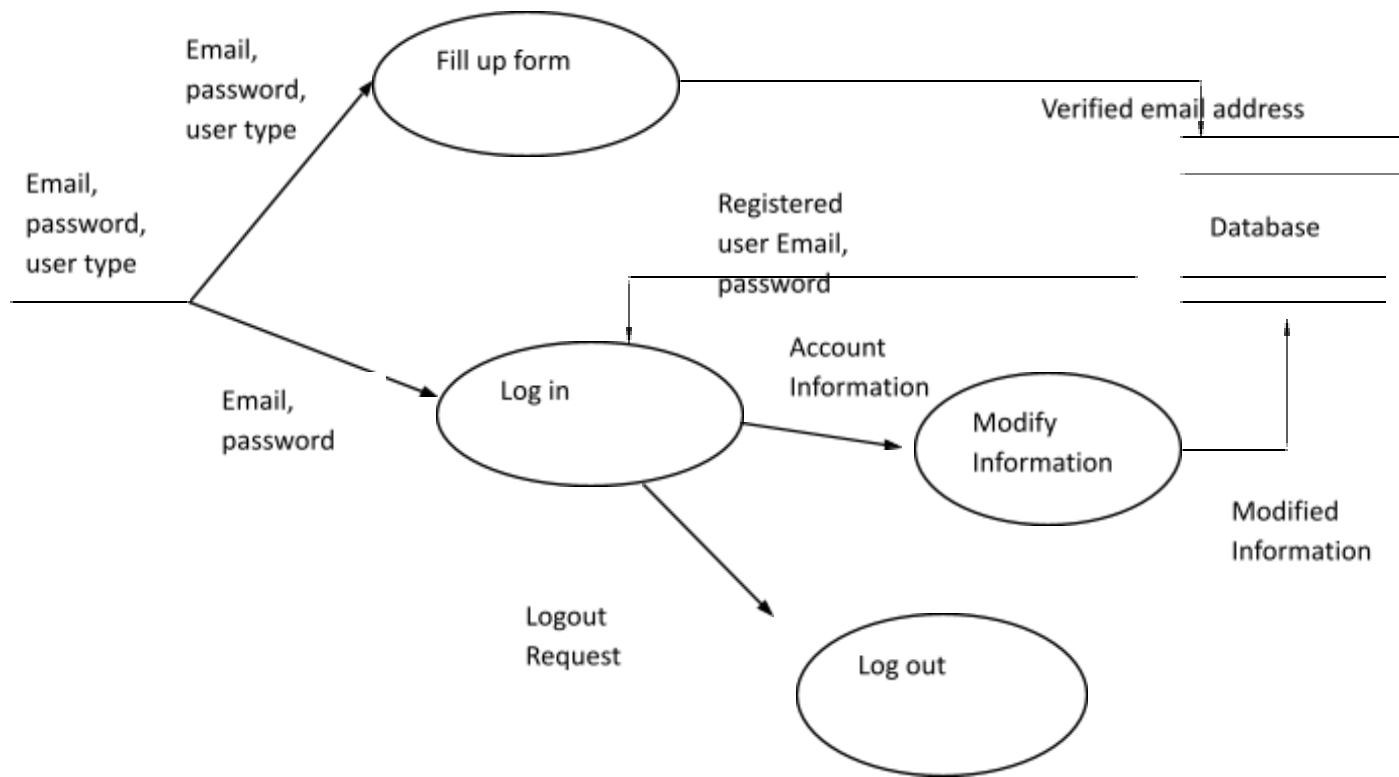 Email,
password,
user type
Fill up form
Verified email address
Email,
password,
user type
Registered
user Email,
password
Database
Account
Information
Log in
Email,
password
Modify
Information
Modified
Information
Logout
Request
Log out